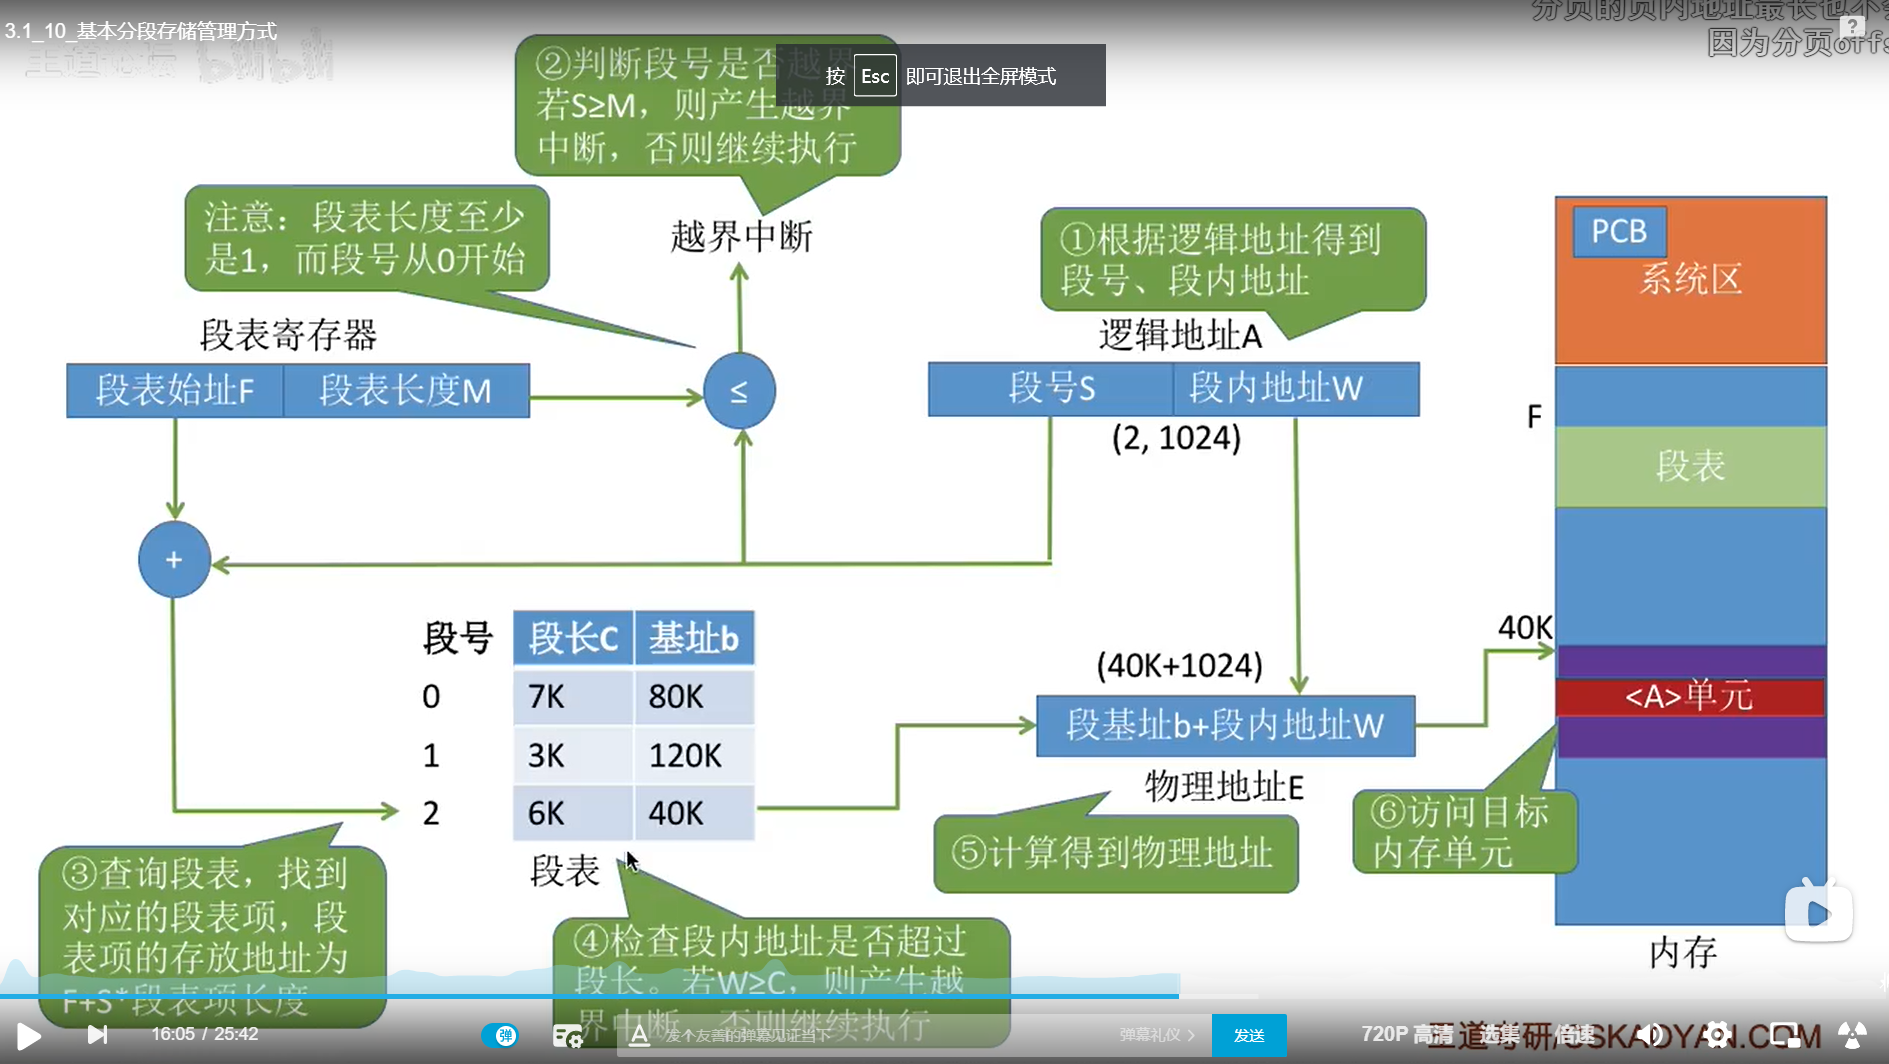 3.1_10_基本分段存储管理方式
王道论坛 bilibili
因为分页offs
按 Esc 即可退出全屏模式
②判断段号是否越界
若S≥M，则产生越界
中断，否则继续执行
注意：段表长度至少
是1，而段号从0开始
越界中断
①根据逻辑地址得到
段号、段内地址
PCB
系统区
段表寄存器
逻辑地址A
段表始址F 段表长度M
≤
段号S 段内地址W
(2, 1024)
F
段表
+
40K
段号 段长C 基址b
0 7K 80K
1 3K 120K
2 6K 40K
段表
(40K+1024)
段基址b+段内地址W
物理地址E
<A>单元
③查询段表，找到
对应的段表项，段
表项的存放地址为
F+S*段表项长度
④检查段内地址是否超过
段长。若W≥C，则产生越
界中断，否则继续执行
⑤计算得到物理地址
⑥访问目标
内存单元
内存
16:05 / 25:42
弹
发个友善的弹幕见证当下
弹幕礼仪 >
发送
720P 高清
选集
倍速
王道考研/CSKAOYAN.COM